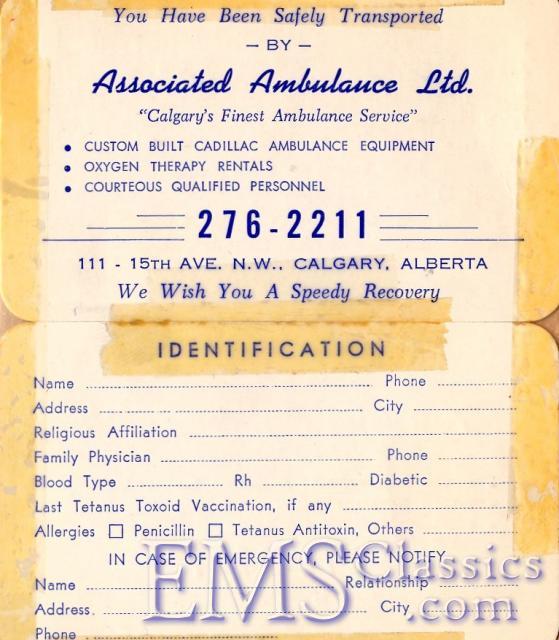 You Have Been Safely Transported
– BY –
Associated Ambulance Ltd.
"Calgary's Finest Ambulance Service"
• CUSTOM BUILT CADILLAC AMBULANCE EQUIPMENT
• OXYGEN THERAPY RENTALS
• COURTEOUS QUALIFIED PERSONNEL
276-2211
111 - 15TH AVE. N.W., CALGARY, ALBERTA
We Wish You A Speedy Recovery
IDENTIFICATION
Name Phone
Address City
Religious Affiliation
Family Physician Phone
Blood Type Rh Diabetic
Last Tetanus Toxoid Vaccination, if any
Allergies □ Penicillin □ Tetanus Antitoxin, Others
IN CASE OF EMERGENCY, PLEASE NOTIFY
Name Relationship
Address. City
Phone
EMSClassics.com